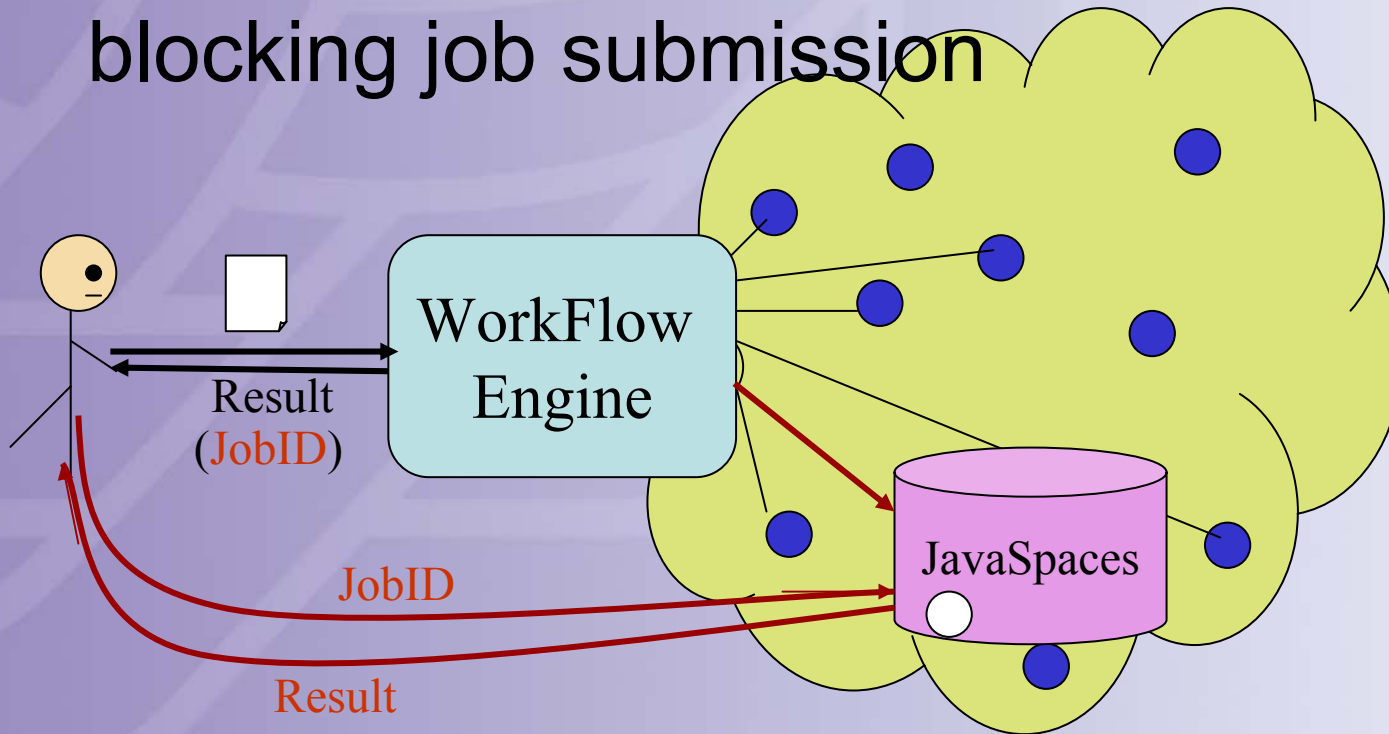 blocking job submission
WorkFlow
Engine
Result
(JobID)
JavaSpaces
JobID
Result